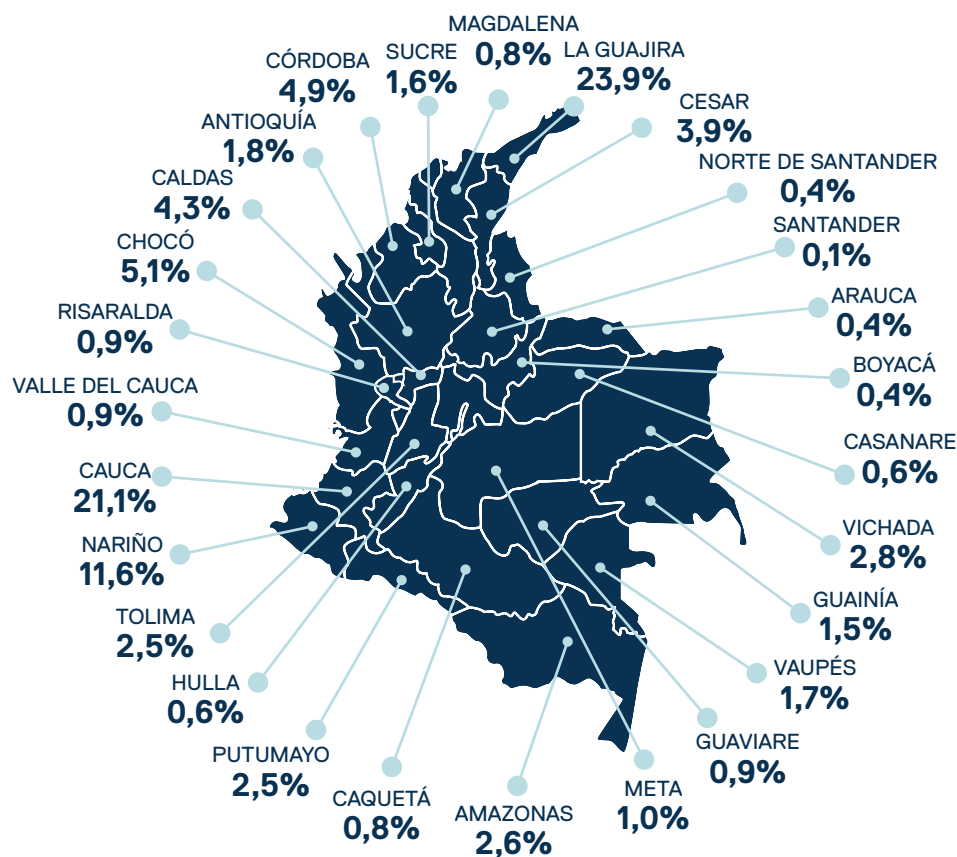 MAGDALENA
0,8%
LA GUAJIRA
23,9%
SUCRE
1,6%
CÓRDOBA
4,9%
CESAR
3,9%
ANTIOQUÍA
1,8%
NORTE DE SANTANDER
0,4%
CALDAS
4,3%
SANTANDER
0,1%
CHOCÓ
5,1%
ARAUCA
0,4%
RISARALDA
0,9%
BOYACÁ
0,4%
VALLE DEL CAUCA
0,9%
CASANARE
0,6%
CAUCA
21,1%
VICHADA
2,8%
NARIÑO
11,6%
GUAINÍA
1,5%
TOLIMA
2,5%
VAUPÉS
1,7%
HULLA
0,6%
GUAVIARE
0,9%
PUTUMAYO
2,5%
META
1,0%
CAQUETÁ
0,8%
AMAZONAS
2,6%